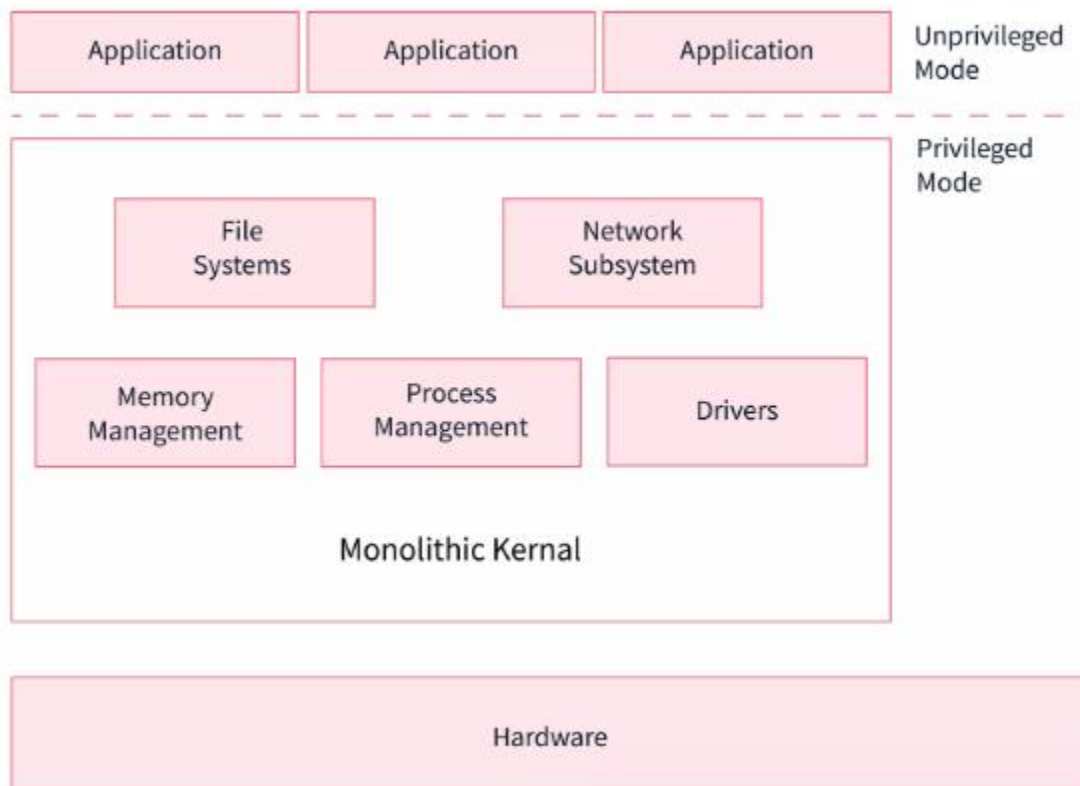 Application
Application
Application
Unprivileged
Mode
Privileged
Mode
File
Systems
Network
Subsystem
Memory
Management
Process
Management
Drivers
Monolithic Kernal
Hardware